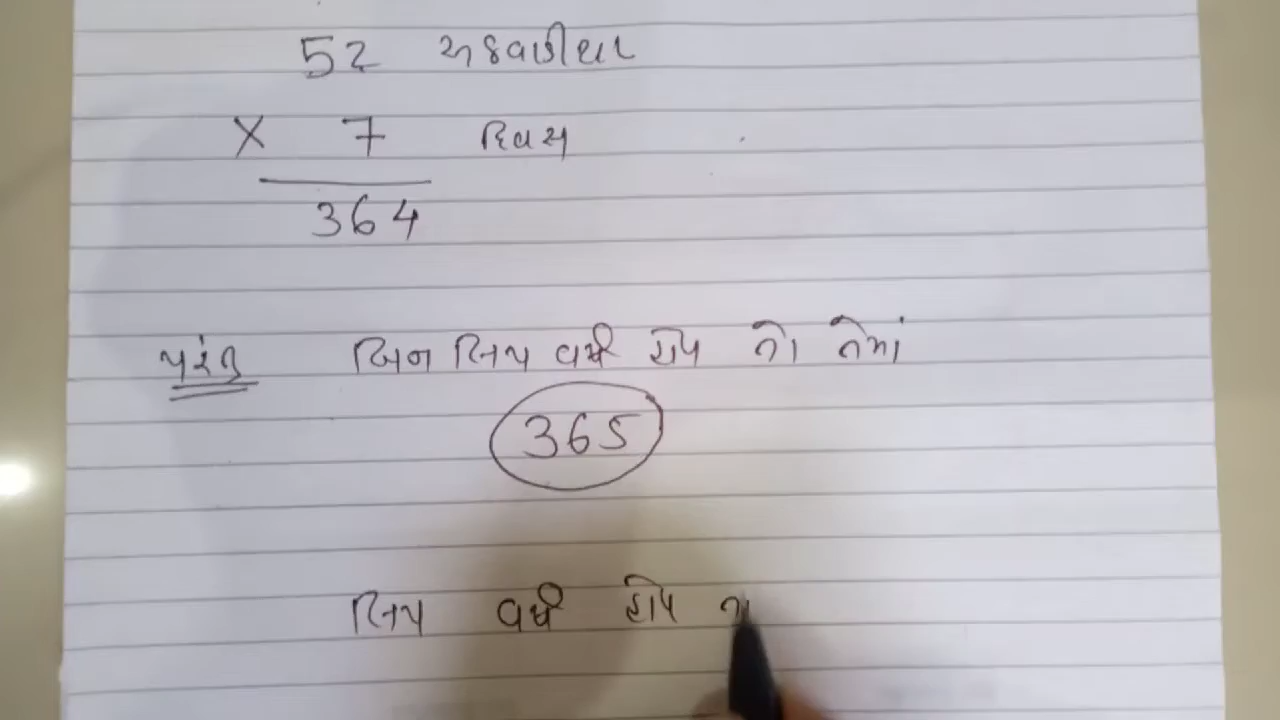 52 અઠવાડીયા
× 7 દિવસ
364
પરંતુ બિન લિપ વર્ષ હોય તો તેમાં
365
લિપ વર્ષ હોય